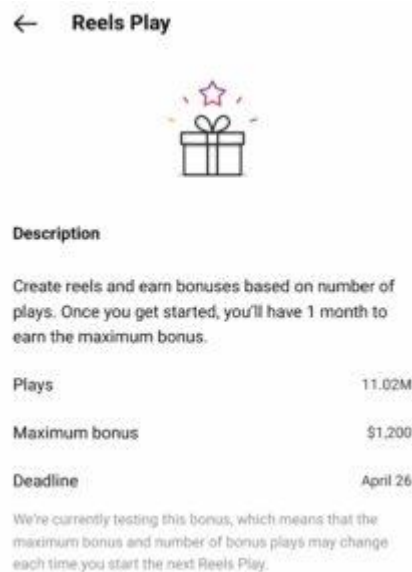 Reels Play
Description
Create reels and earn bonuses based on number of
plays. Once you get started, you'll have 1 month to
earn the maximum bonus.
Plays 11.02M
Maximum bonus $1,200
Deadline April 26
We're currently testing this bonus, which means that the
maximum bonus and number of bonus plays may change
each time you start the next Reels Play.